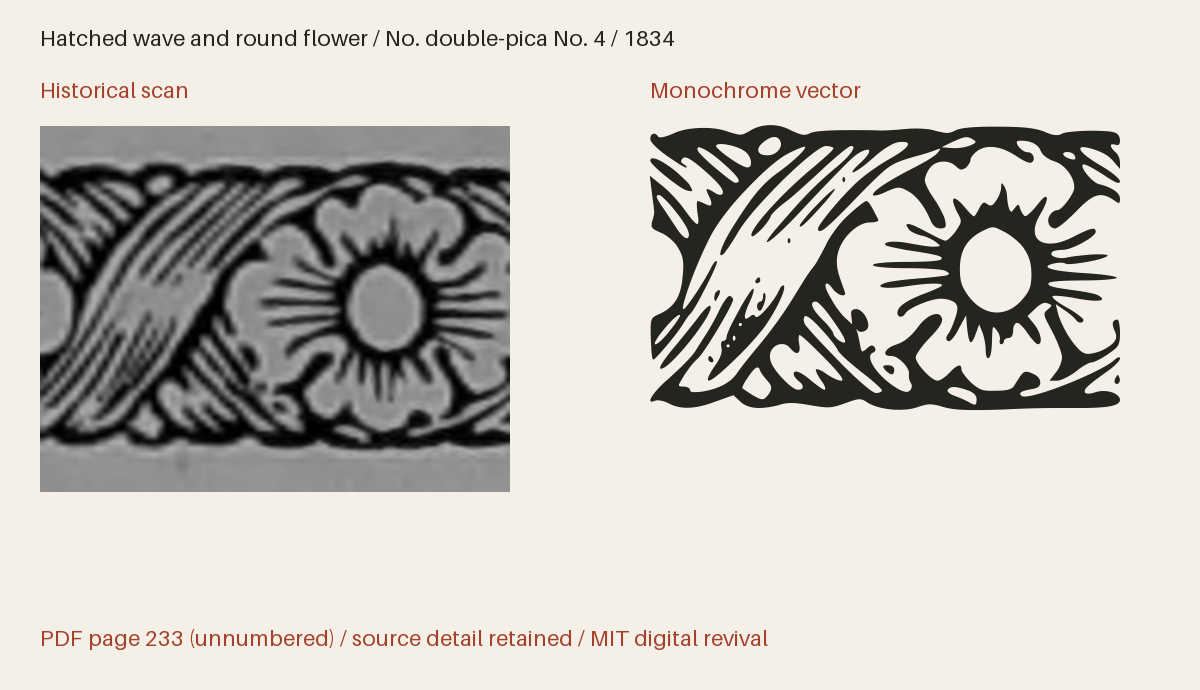 Hatched wave and round flower / No. double-pica No. 4 / 1834
Historical scan
Monochrome vector
PDF page 233 (unnumbered) / source detail retained / MIT digital revival